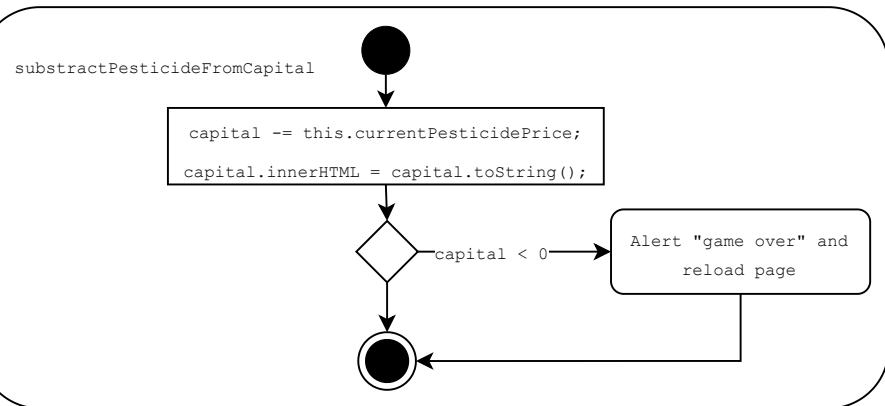 substractPesticideFromCapital
capital -= this.currentPesticidePrice;
capital.innerHTML = capital.toString();
capital < 0
Alert "game over" and
reload page